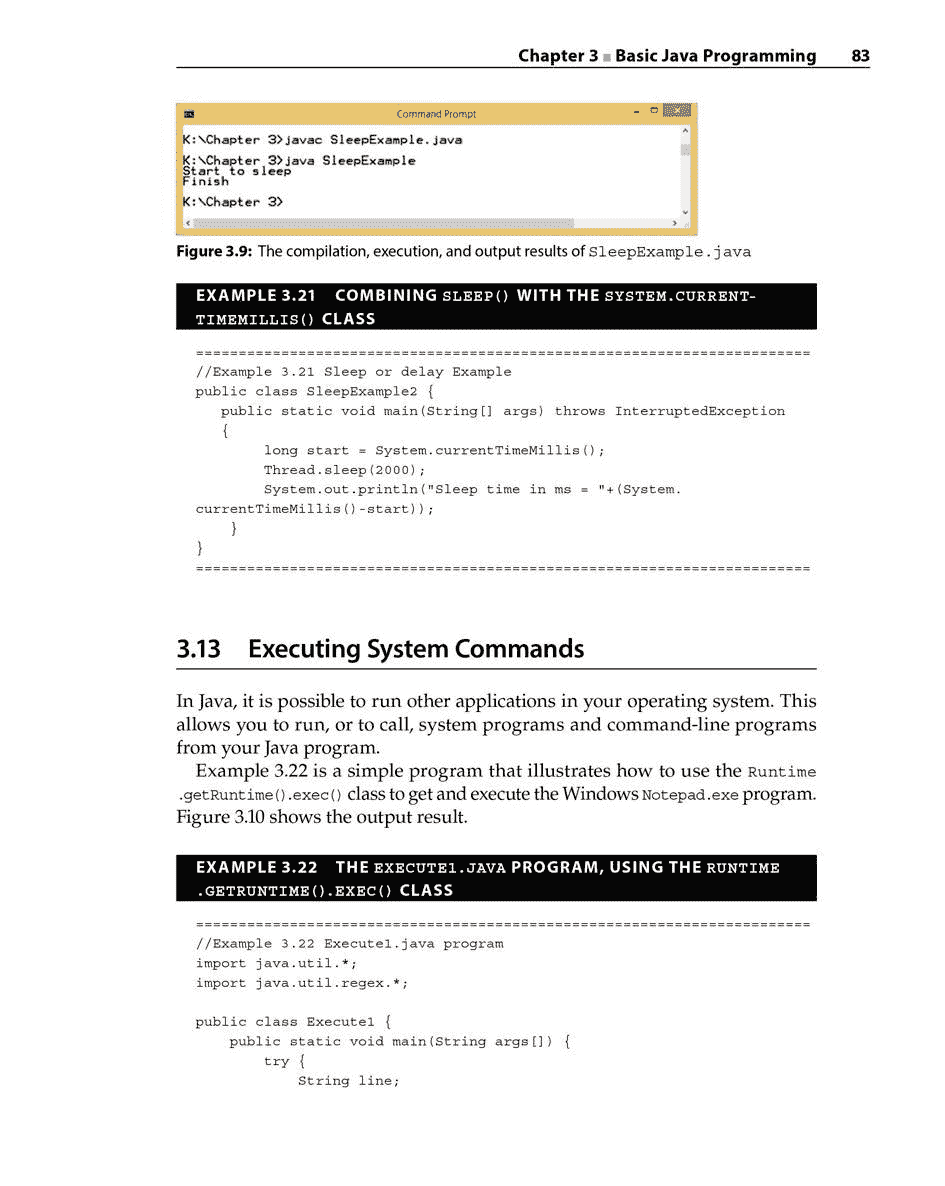 Chapter 3 ■ Basic Java Programming 83
Command Prompt
K:\Chapter 3>javac SleepExample.java
K:\Chapter 3>java SleepExample
Start to sleep
Finish
K:\Chapter 3>
Figure 3.9: The compilation, execution, and output results of SleepExample.java
EXAMPLE 3.21 COMBINING SLEEP() WITH THE SYSTEM.CURRENT-
TIMEMILLIS() CLASS
========================================================================
//Example 3.21 Sleep or delay Example
public class SleepExample2 {
public static void main(String[] args) throws InterruptedException
{
long start = System.currentTimeMillis();
Thread.sleep(2000);
System.out.println("Sleep time in ms = "+(System.
currentTimeMillis()-start));
}
}
========================================================================
3.13 Executing System Commands
In Java, it is possible to run other applications in your operating system. This
allows you to run, or to call, system programs and command-line programs
from your Java program.
Example 3.22 is a simple program that illustrates how to use the Runtime
.getRuntime().exec() class to get and execute the Windows Notepad.exe program.
Figure 3.10 shows the output result.
EXAMPLE 3.22 THE EXECUTE1.JAVA PROGRAM, USING THE RUNTIME
.GETRUNTIME().EXEC() CLASS
========================================================================
//Example 3.22 Execute1.java program
import java.util.*;
import java.util.regex.*;
public class Execute1 {
public static void main(String args[]) {
try {
String line;